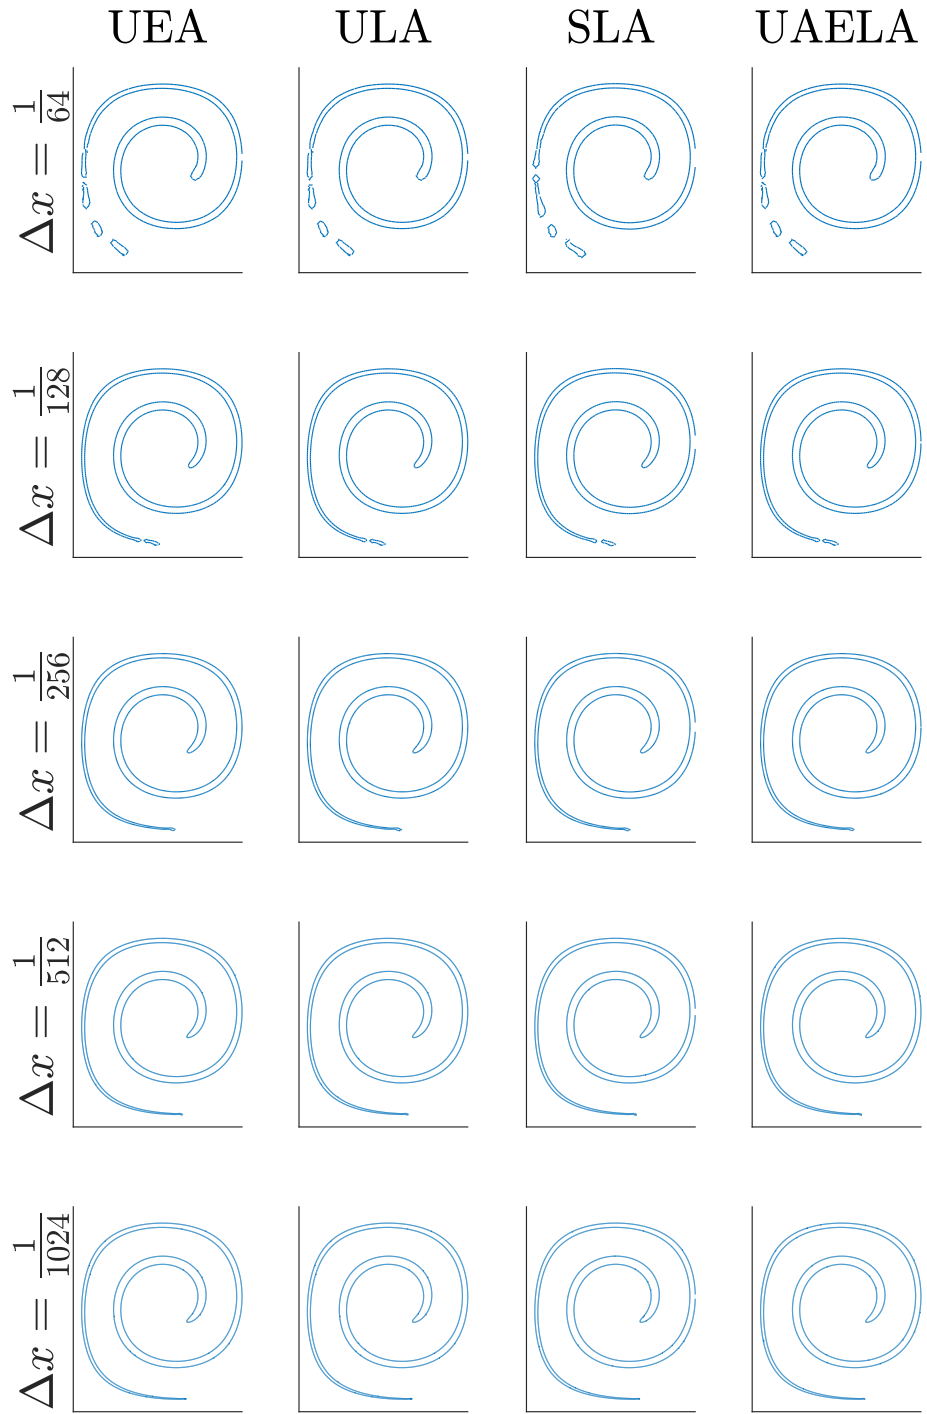 UEA ULA SLA UAELA
Δx = 1/64
Δx = 1/128
Δx = 1/256
Δx = 1/512
Δx = 1/1024